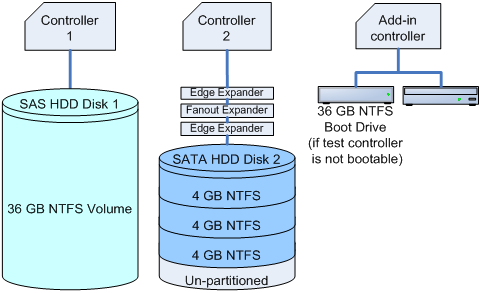 Controller
1
SAS HDD Disk 1
36 GB NTFS Volume
Controller
2
Edge Expander
Fanout Expander
Edge Expander
SATA HDD Disk 2
4 GB NTFS
4 GB NTFS
4 GB NTFS
Un-partitioned
Add-in
controller
36 GB NTFS
Boot Drive
(if test controller
is not bootable)